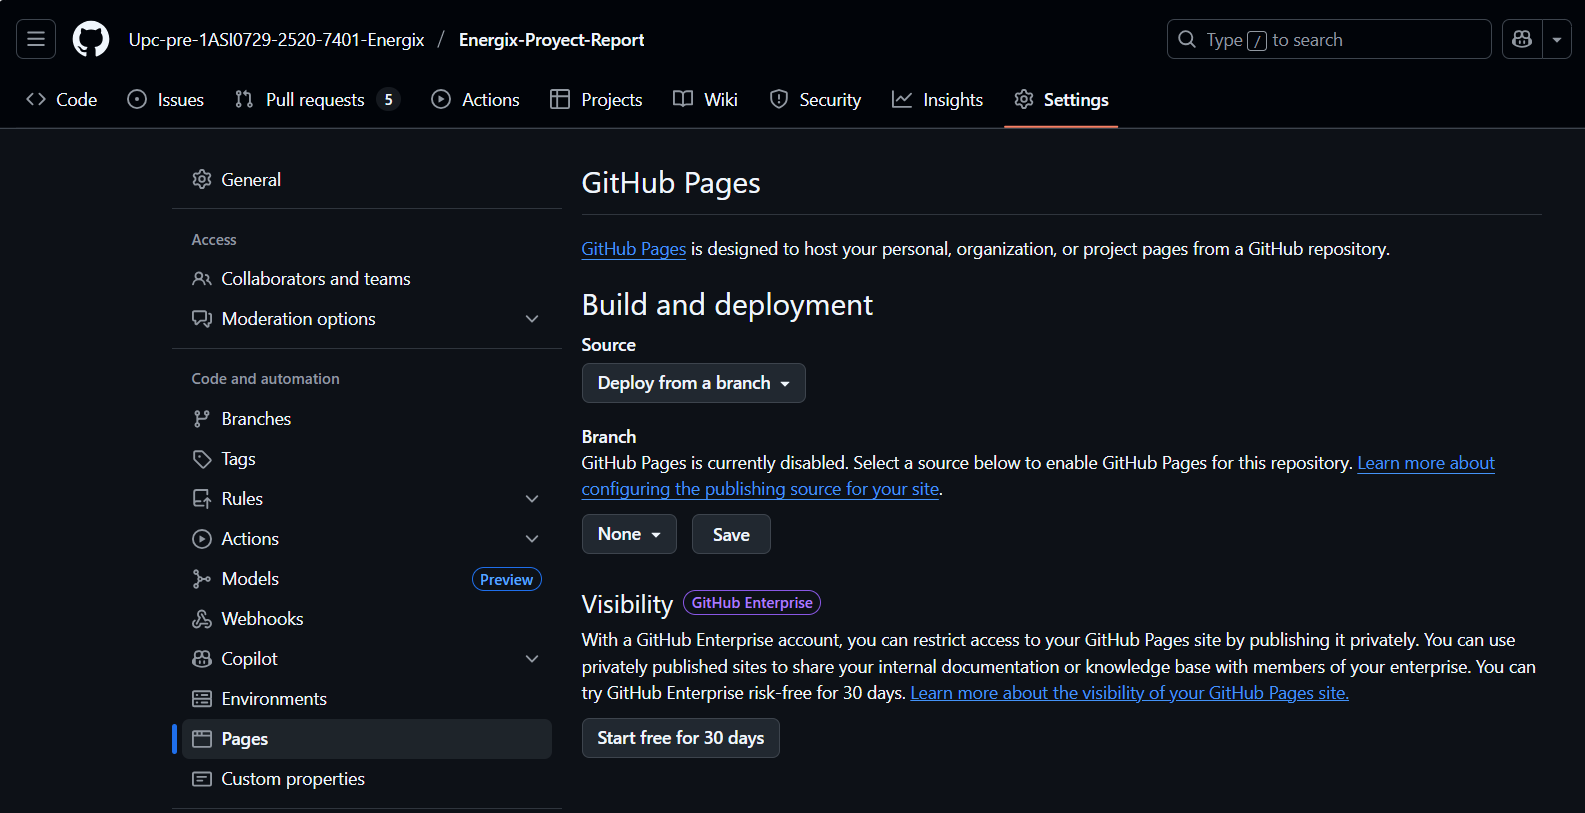 Upc-pre-1ASI0729-2520-7401-Energix / Energix-Proyect-Report
Type / to search
Code Issues Pull requests 5 Actions Projects Wiki Security Insights Settings
General
Access
Collaborators and teams
Moderation options
Code and automation
Branches
Tags
Rules
Actions
Models Preview
Webhooks
Copilot
Environments
Pages
Custom properties
GitHub Pages
GitHub Pages is designed to host your personal, organization, or project pages from a GitHub repository.
Build and deployment
Source
Deploy from a branch
Branch
GitHub Pages is currently disabled. Select a source below to enable GitHub Pages for this repository. Learn more about
configuring the publishing source for your site.
None Save
Visibility GitHub Enterprise
With a GitHub Enterprise account, you can restrict access to your GitHub Pages site by publishing it privately. You can use
privately published sites to share your internal documentation or knowledge base with members of your enterprise. You can
try GitHub Enterprise risk-free for 30 days. Learn more about the visibility of your GitHub Pages site.
Start free for 30 days